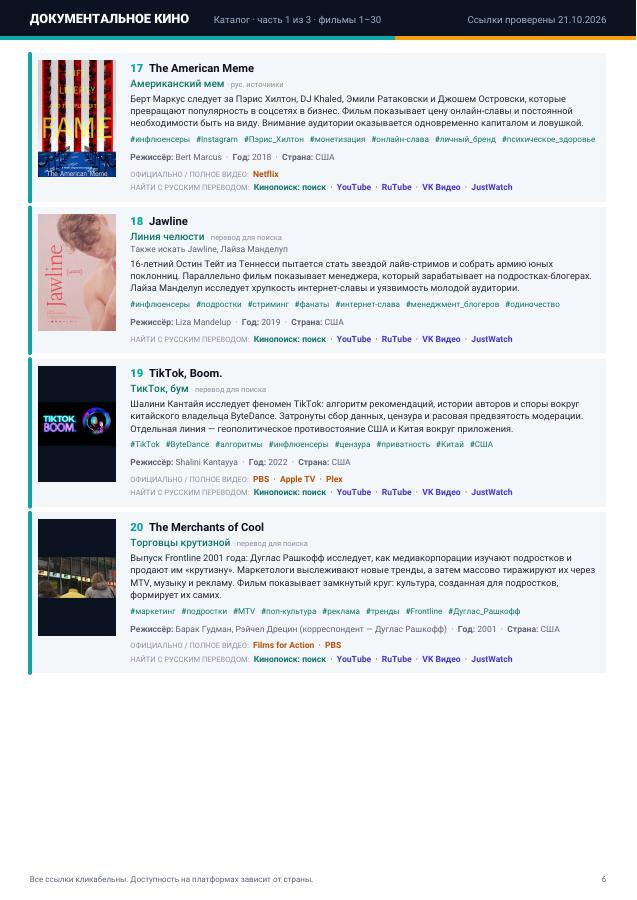 ДОКУМЕНТАЛЬНОЕ КИНО Каталог · часть 1 из 3 · фильмы 1–30 Ссылки проверены 21.10.2026
FAME
The American Meme
17 The American Meme
Американский мем · рус. источники
Берт Маркус следует за Пэрис Хилтон, DJ Khaled, Эмили Ратаковски и Джошем Островски, которые
превращают популярность в соцсетях в бизнес. Фильм показывает цену онлайн-славы и постоянной
необходимости быть на виду. Внимание аудитории оказывается одновременно капиталом и ловушкой.
#инфлюенсеры #Instagram #Пэрис_Хилтон #монетизация #онлайн-слава #личный_бренд #психическое_здоровье
Режиссёр: Bert Marcus · Год: 2018 · Страна: США
ОФИЦИАЛЬНО / ПОЛНОЕ ВИДЕО: Netflix
НАЙТИ С РУССКИМ ПЕРЕВОДОМ: Кинопоиск: поиск · YouTube · RuTube · VK Видео · JustWatch
Jawline
18 Jawline
Линия челюсти · перевод для поиска
Также искать Jawline, Лайза Манделуп
16-летний Остин Тейт из Теннесси пытается стать звездой лайв-стримов и собрать армию юных
поклонниц. Параллельно фильм показывает менеджера, который зарабатывает на подростках-блогерах.
Лайза Манделуп исследует хрупкость интернет-славы и уязвимость молодой аудитории.
#инфлюенсеры #подростки #стриминг #фанаты #интернет-слава #менеджмент_блогеров #одиночество
Режиссёр: Liza Mandelup · Год: 2019 · Страна: США
НАЙТИ С РУССКИМ ПЕРЕВОДОМ: Кинопоиск: поиск · YouTube · RuTube · VK Видео · JustWatch
TIKTOK,
BOOM.
19 TikTok, Boom.
ТикТок, бум · перевод для поиска
Шалини Кантайя исследует феномен TikTok: алгоритм рекомендаций, истории авторов и споры вокруг
китайского владельца ByteDance. Затронуты сбор данных, цензура и расовая предвзятость модерации.
Отдельная линия — геополитическое противостояние США и Китая вокруг приложения.
#TikTok #ByteDance #алгоритмы #инфлюенсеры #цензура #приватность #Китай #США
Режиссёр: Shalini Kantayya · Год: 2022 · Страна: США
ОФИЦИАЛЬНО / ПОЛНОЕ ВИДЕО: PBS · Apple TV · Plex
НАЙТИ С РУССКИМ ПЕРЕВОДОМ: Кинопоиск: поиск · YouTube · RuTube · VK Видео · JustWatch
20 The Merchants of Cool
Торговцы крутизной · перевод для поиска
Выпуск Frontline 2001 года: Дуглас Рашкофф исследует, как медиакорпорации изучают подростков и
продают им «крутизну». Маркетологи выслеживают новые тренды, а затем массово тиражируют их через
MTV, музыку и рекламу. Фильм показывает замкнутый круг: культура, созданная для подростков,
формирует их самих.
#маркетинг #подростки #MTV #поп-культура #реклама #тренды #Frontline #Дуглас_Рашкофф
Режиссёр: Барак Гудман, Рэйчел Дрецин (корреспондент — Дуглас Рашкофф) · Год: 2001 · Страна: США
ОФИЦИАЛЬНО / ПОЛНОЕ ВИДЕО: Films for Action · PBS
НАЙТИ С РУССКИМ ПЕРЕВОДОМ: Кинопоиск: поиск · YouTube · RuTube · VK Видео · JustWatch
Все ссылки кликабельны. Доступность на платформах зависит от страны. 6